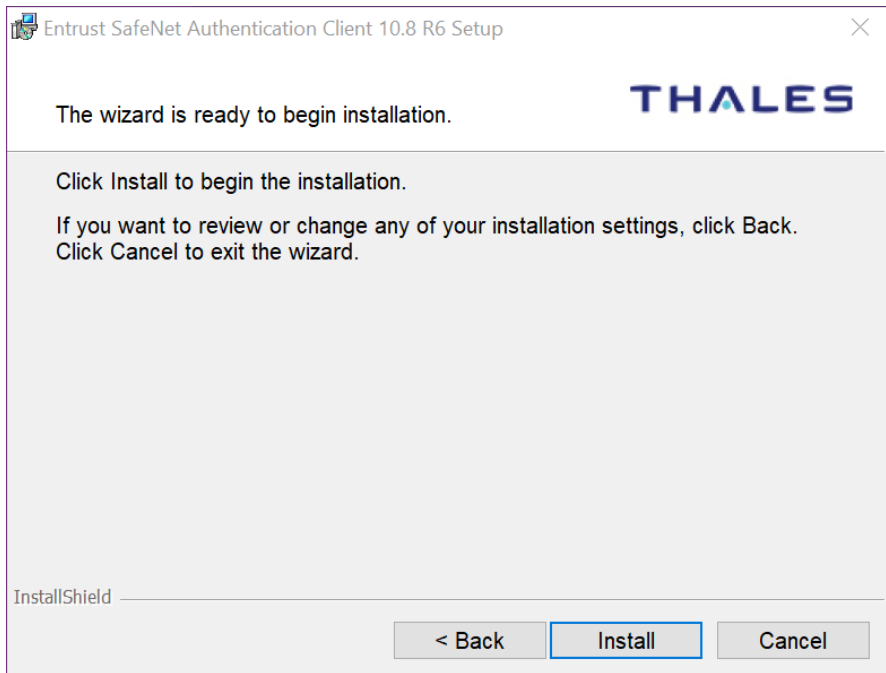 Entrust SafeNet Authentication Client 10.8 R6 Setup
THALES
The wizard is ready to begin installation.
Click Install to begin the installation.
If you want to review or change any of your installation settings, click Back.
Click Cancel to exit the wizard.
InstallShield
< Back
Install
Cancel